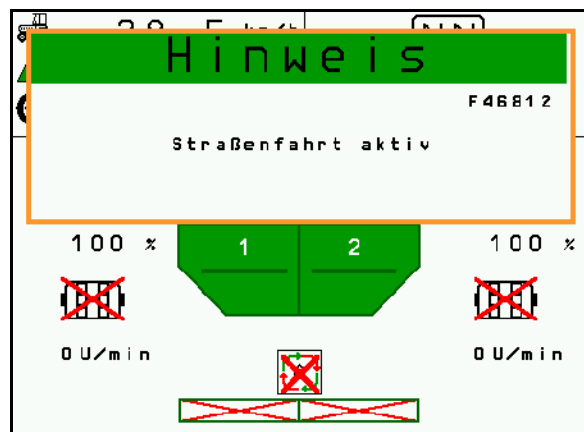 Hinweis
F46812
Straßenfahrt aktiv
100 %
1
2
100 %
0 U/min
0 U/min